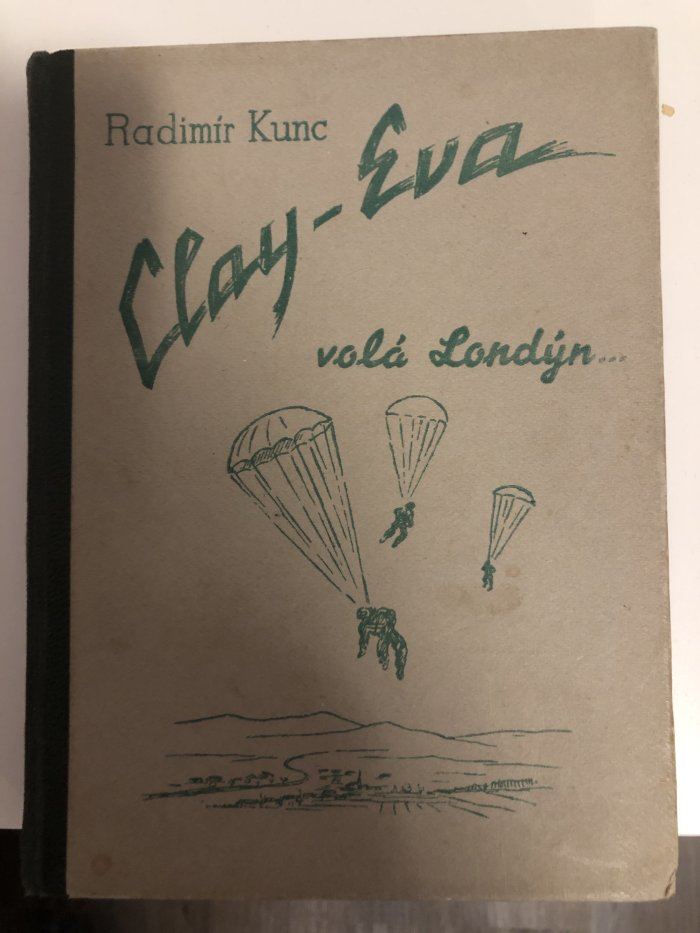 Radimír Kunc
Clay-Eva
volá Londýn...